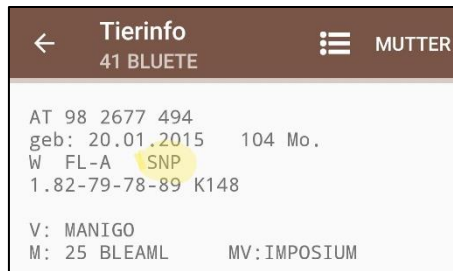 Tierinfo
41 BLUETE
MUTTER
AT 98 2677 494
geb: 20.01.2015 104 Mo.
W FL-A SNP
1.82-79-78-89 K148
V: MANIGO
M: 25 BLEAML MV:IMPOSIUM